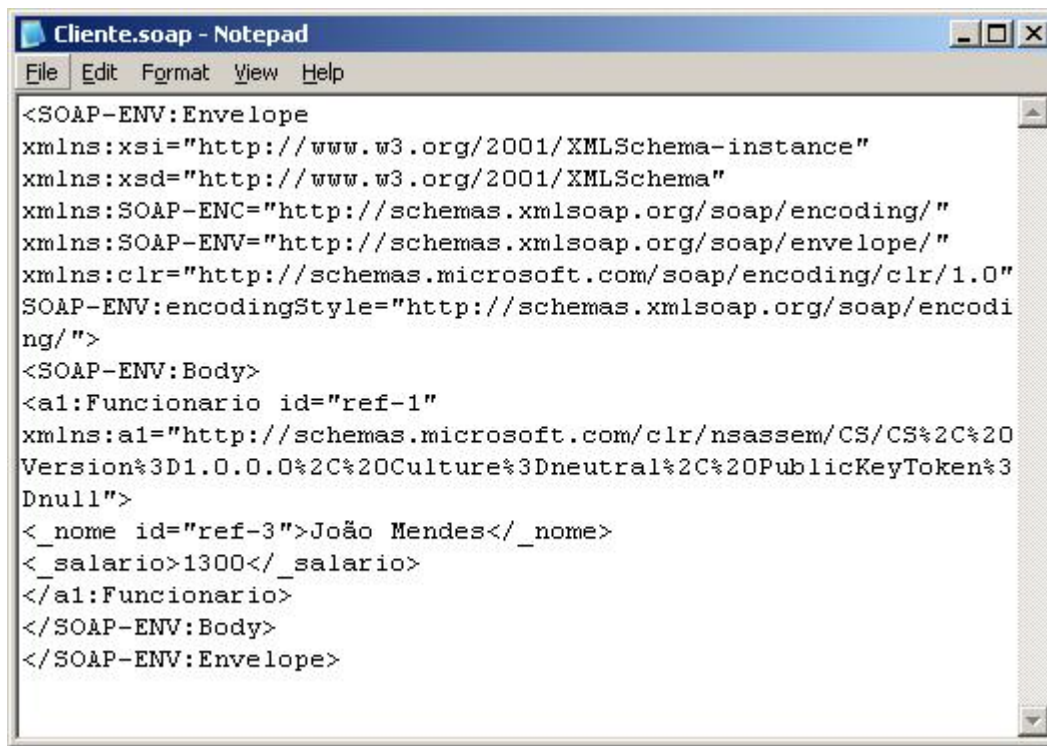 Cliente.soap - Notepad
File Edit Format View Help
<SOAP-ENV:Envelope
xmlns:xsi="http://www.w3.org/2001/XMLSchema-instance"
xmlns:xsd="http://www.w3.org/2001/XMLSchema"
xmlns:SOAP-ENC="http://schemas.xmlsoap.org/soap/encoding/"
xmlns:SOAP-ENV="http://schemas.xmlsoap.org/soap/envelope/"
xmlns:clr="http://schemas.microsoft.com/soap/encoding/clr/1.0"
SOAP-ENV:encodingStyle="http://schemas.xmlsoap.org/soap/encodi
ng/">
<SOAP-ENV:Body>
<a1:Funcionario id="ref-1"
xmlns:a1="http://schemas.microsoft.com/clr/nsassem/CS/CS%2C%20
Version%3D1.0.0.0%2C%20Culture%3Dneutral%2C%20PublicKeyToken%3
Dnull">
<_nome id="ref-3">João Mendes</_nome>
<_salario>1300</_salario>
</a1:Funcionario>
</SOAP-ENV:Body>
</SOAP-ENV:Envelope>